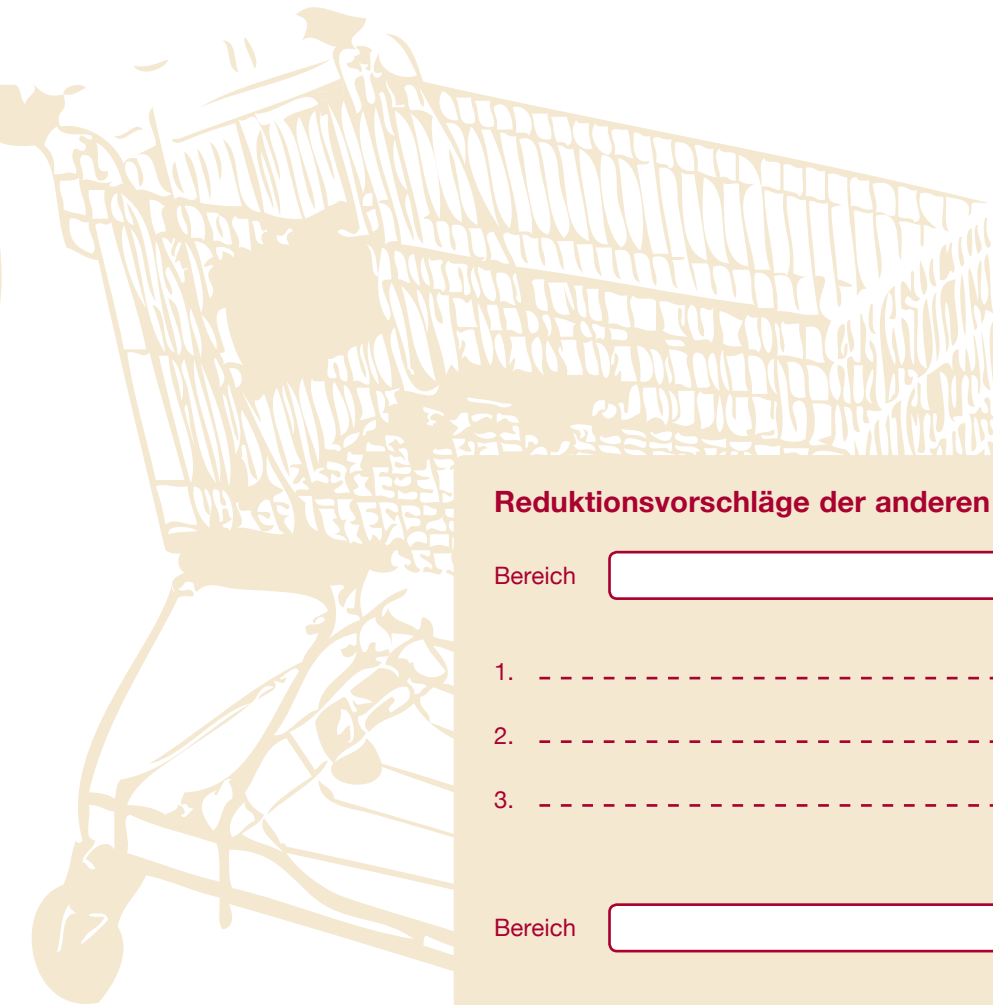 Reduktionsvorschläge der anderen
Bereich
1.
2.
3.
Bereich